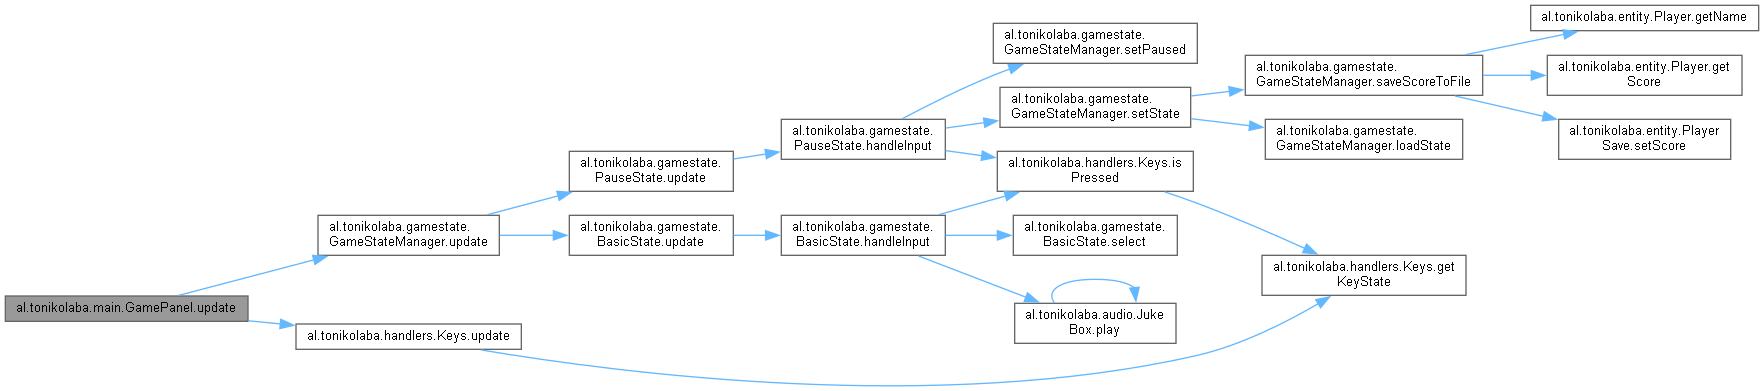 al.tonikolaba.main.GamePanel.update
al.tonikolaba.gamestate.
GameStateManager.update
al.tonikolaba.handlers.Keys.update
al.tonikolaba.gamestate.
PauseState.update
al.tonikolaba.gamestate.
BasicState.update
al.tonikolaba.gamestate.
PauseState.handleInput
al.tonikolaba.gamestate.
BasicState.handleInput
al.tonikolaba.gamestate.
GameStateManager.setPaused
al.tonikolaba.gamestate.
GameStateManager.setState
al.tonikolaba.handlers.Keys.is
Pressed
al.tonikolaba.gamestate.
BasicState.select
al.tonikolaba.audio.Juke
Box.play
al.tonikolaba.gamestate.
GameStateManager.saveScoreToFile
al.tonikolaba.gamestate.
GameStateManager.loadState
al.tonikolaba.handlers.Keys.get
KeyState
al.tonikolaba.entity.Player.getName
al.tonikolaba.entity.Player.get
Score
al.tonikolaba.entity.Player
Save.setScore